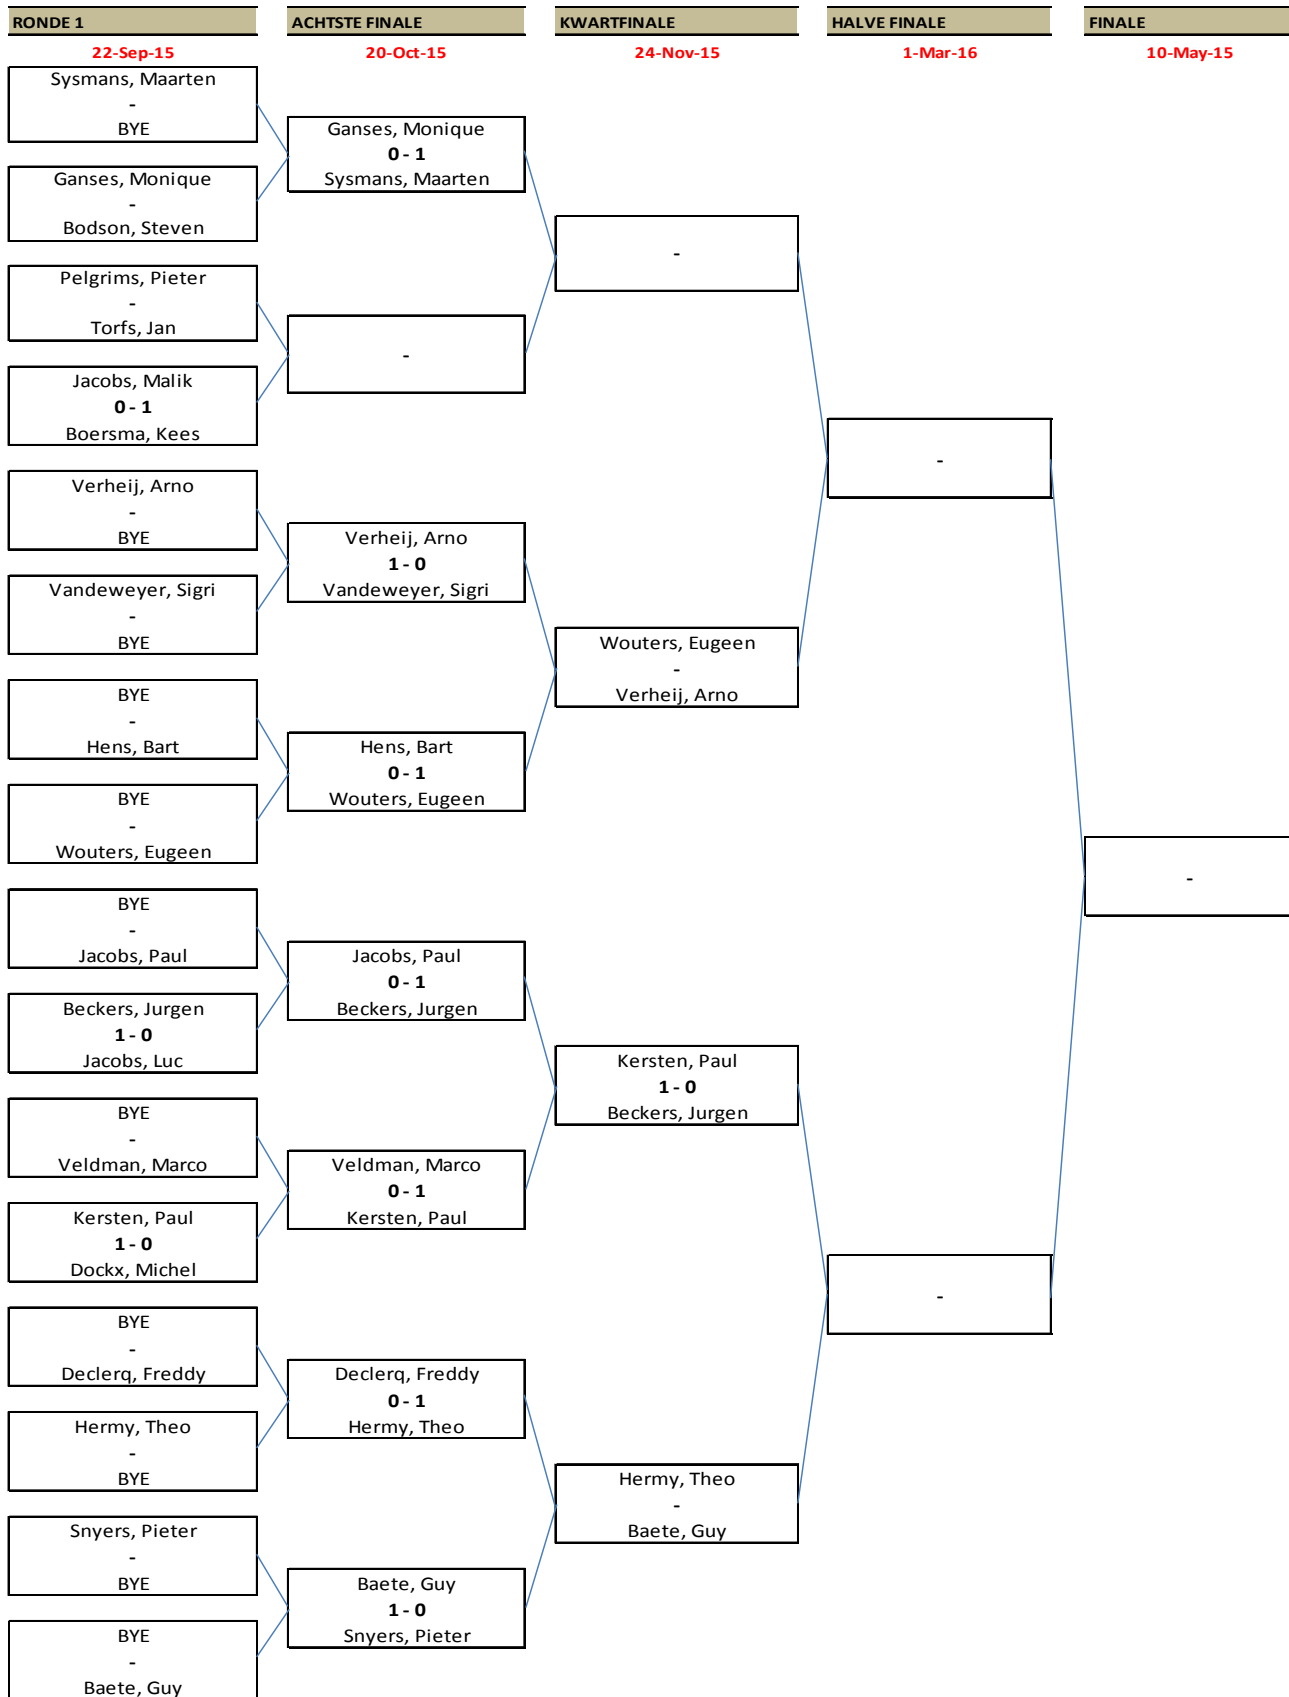 RONDE 1
22-Sep-15
Sysmans, Maarten
-
BYE
Ganses, Monique
-
Bodson, Steven
Pelgrims, Pieter
-
Torfs, Jan
Jacobs, Malik
0 - 1
Boersma, Kees
Verheij, Arno
-
BYE
Vandeweyer, Sigri
-
BYE
BYE
-
Hens, Bart
BYE
-
Wouters, Eugeen
BYE
-
Jacobs, Paul
Beckers, Jurgen
1 - 0
Jacobs, Luc
BYE
-
Veldman, Marco
Kersten, Paul
1 - 0
Dockx, Michel
BYE
-
Declerq, Freddy
Hermy, Theo
-
BYE
Snyers, Pieter
-
BYE
BYE
-
Baete, Guy
ACHTSTE FINALE
20-Oct-15
Ganses, Monique
0 - 1
Sysmans, Maarten
-
Verheij, Arno
1 - 0
Vandeweyer, Sigri
Hens, Bart
0 - 1
Wouters, Eugeen
Jacobs, Paul
0 - 1
Beckers, Jurgen
Veldman, Marco
0 - 1
Kersten, Paul
Declerq, Freddy
0 - 1
Hermy, Theo
Baete, Guy
1 - 0
Snyers, Pieter
KWARTFINALE
24-Nov-15
-
Wouters, Eugeen
-
Verheij, Arno
Kersten, Paul
1 - 0
Beckers, Jurgen
Hermy, Theo
-
Baete, Guy
HALVE FINALE
1-Mar-16
-
-
FINALE
10-May-15
-